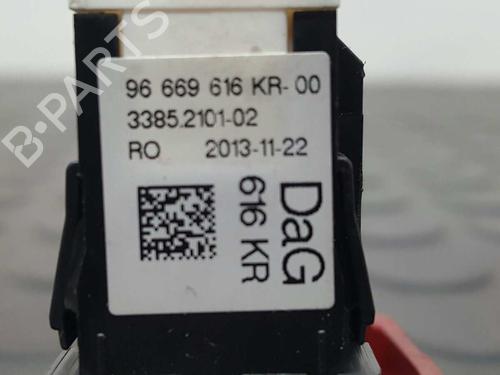 B-PARTS
96 669 616 KR-00
3385.2101-02
RO 2013-11-22
DaG
616 KR